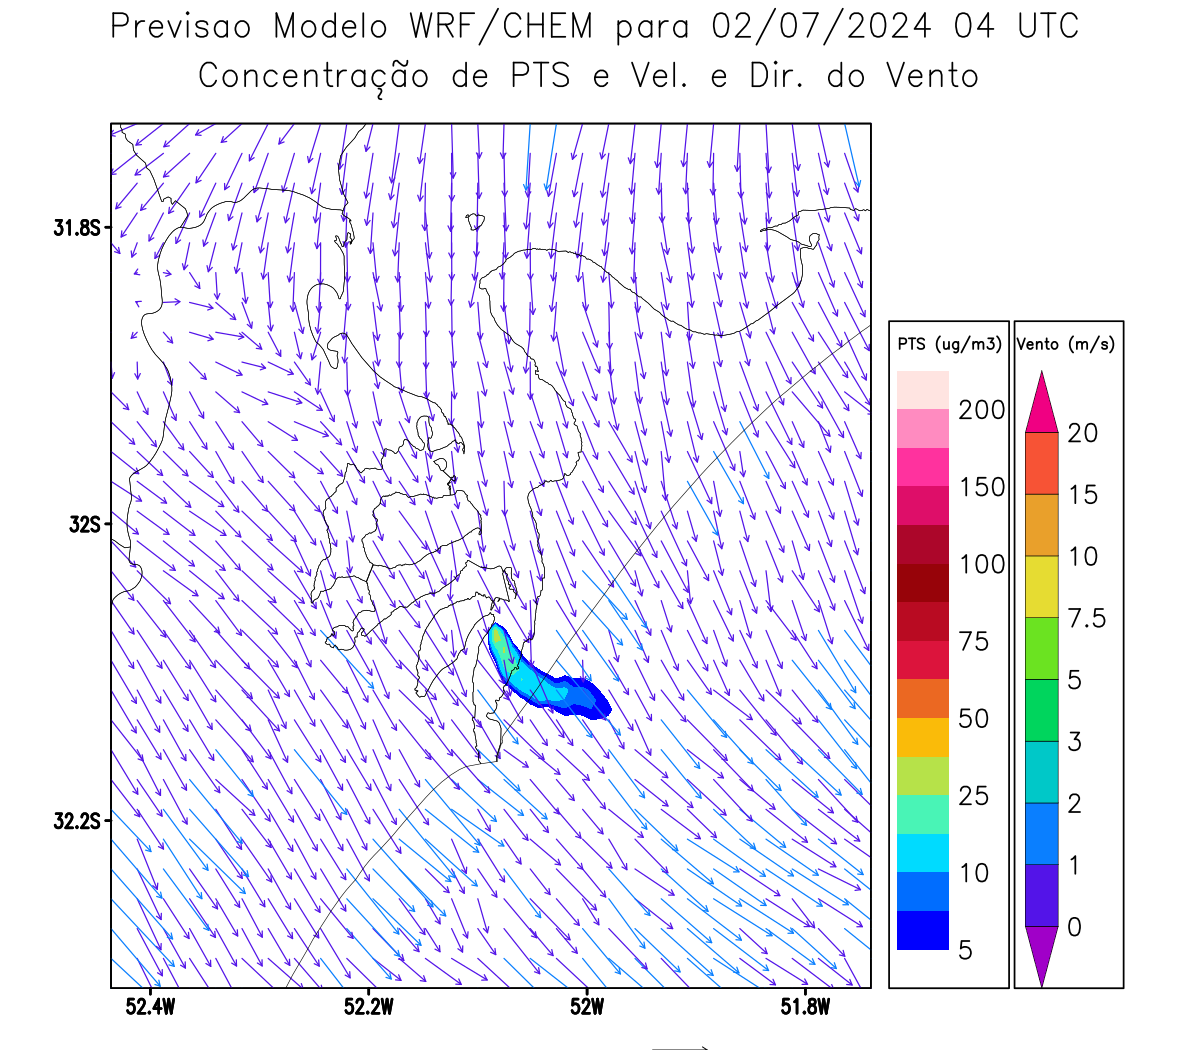 Previsao Modelo WRF/CHEM para 02/07/2024 04 UTC
Concentração de PTS e Vel. e Dir. do Vento
31.8S
32S
32.2S
52.4W
52.2W
52W
51.8W
PTS (ug/m3)
200
150
100
75
50
25
10
5
Vento (m/s)
20
15
10
7.5
5
3
2
1
0